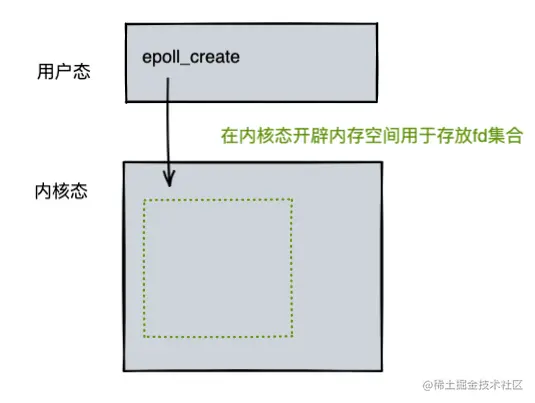 epoll_create
用户态
在内核态开辟内存空间用于存放fd集合
内核态
@稀土掘金技术社区